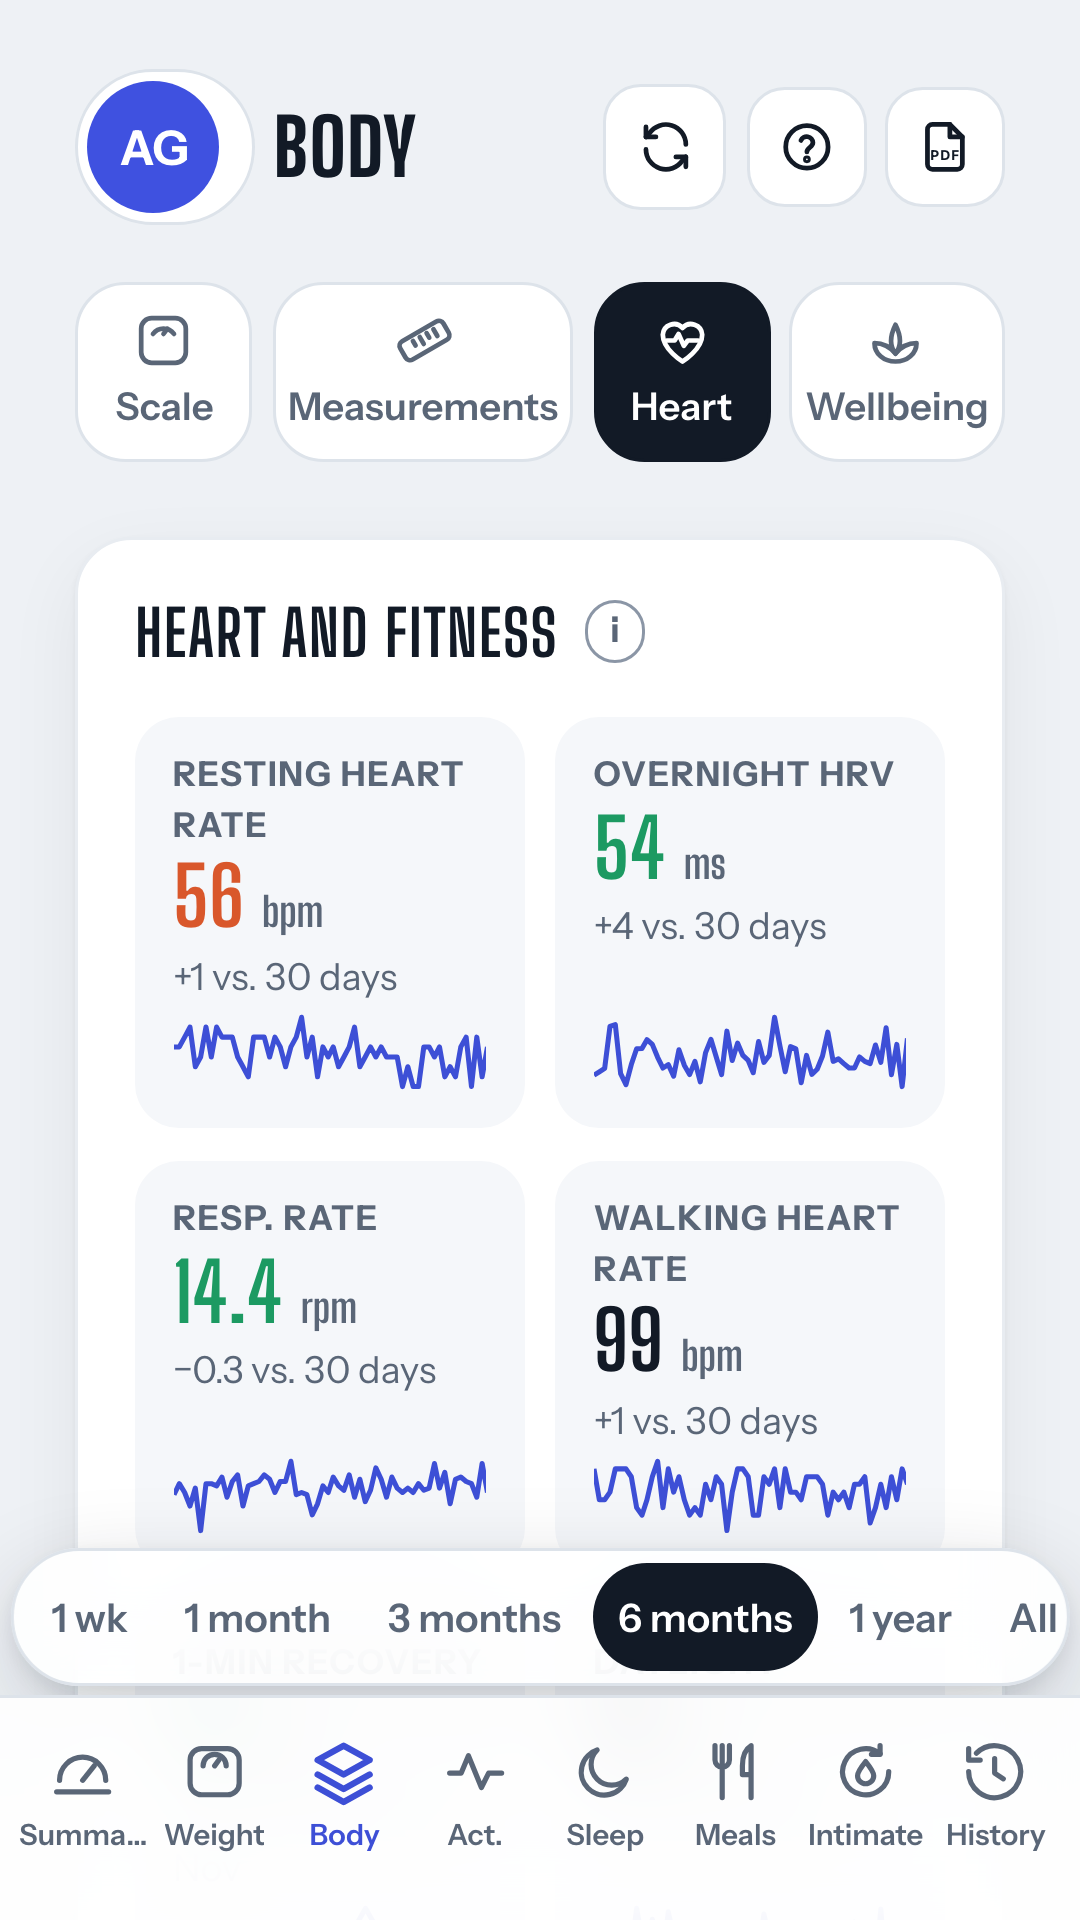 AG
BODY
PDF
Scale
Measurements
Heart
Wellbeing
HEART AND FITNESS
i
RESTING HEART
RATE
56 bpm
+1 vs. 30 days
OVERNIGHT HRV
54 ms
+4 vs. 30 days
RESP. RATE
14.4 rpm
−0.3 vs. 30 days
WALKING HEART
RATE
99 bpm
+1 vs. 30 days
1 wk
1 month
3 months
6 months
1 year
All
1-MIN RECOVERY
Summa...
Weight
Body
Act.
Sleep
Meals
Intimate
History